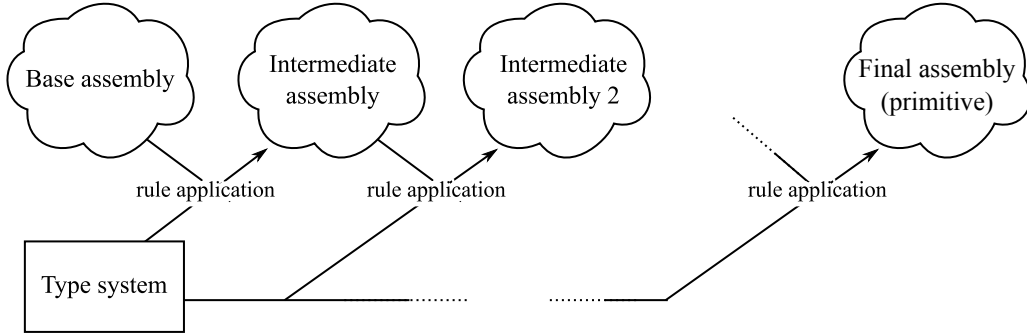 Base assembly
Intermediate
assembly
Intermediate
assembly 2
Final assembly
(primitive)
rule application
rule application
rule application
Type system